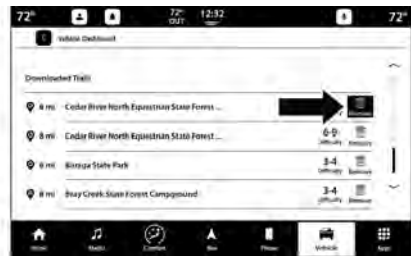 72° 72° OUT 12:32 72°
Vehicle Dashboard
Downloaded Trails
8 mi Cedar River North Equestrian State Forest ... Remove
8 mi Cedar River North Equestrian State Forest ... 6-9 Difficulty Remove
8 mi Baraga State Park 3-4 Difficulty Remove
8 mi Bray Creek State Forest Campground 3-4 Difficulty Remove
Home Media Comfort Nav Phone Vehicle Apps